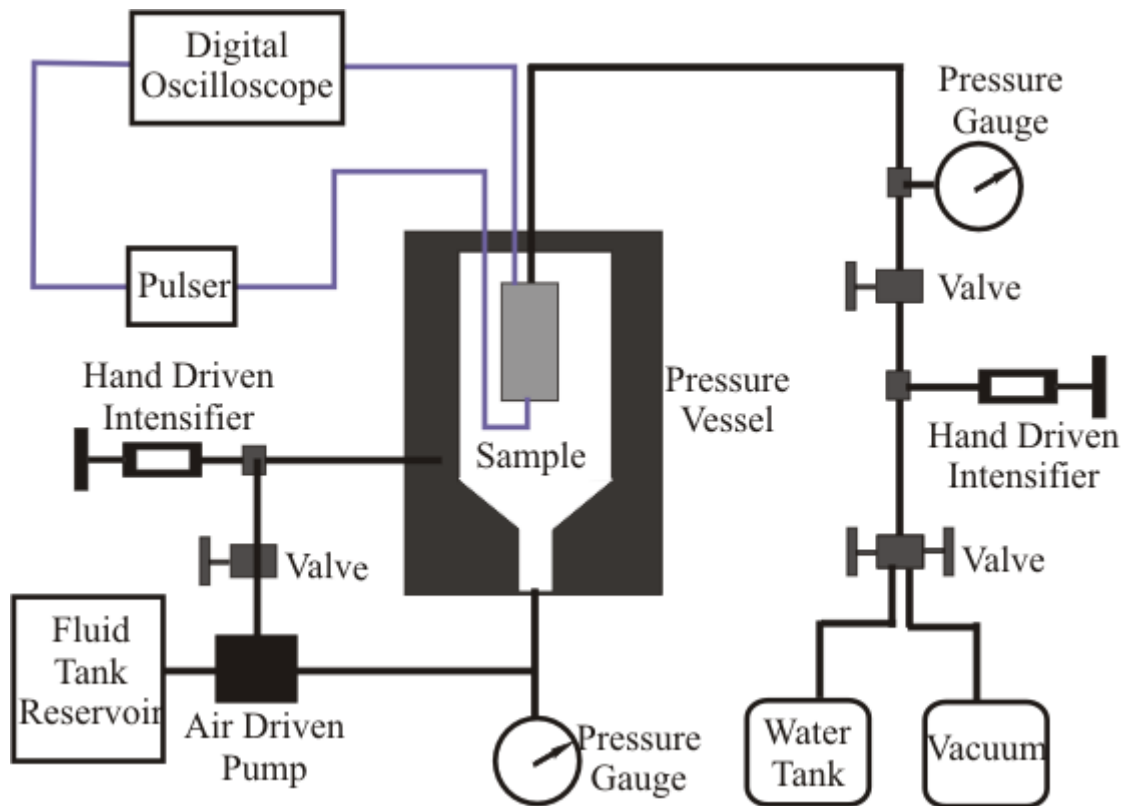 Digital
Oscilloscope
Pressure
Gauge
Pulser
Valve
Hand Driven
Intensifier
Pressure
Vessel
Sample
Hand Driven
Intensifier
Valve
Valve
Fluid
Tank
Reservoir
Air Driven
Pump
Pressure
Gauge
Water
Tank
Vacuum